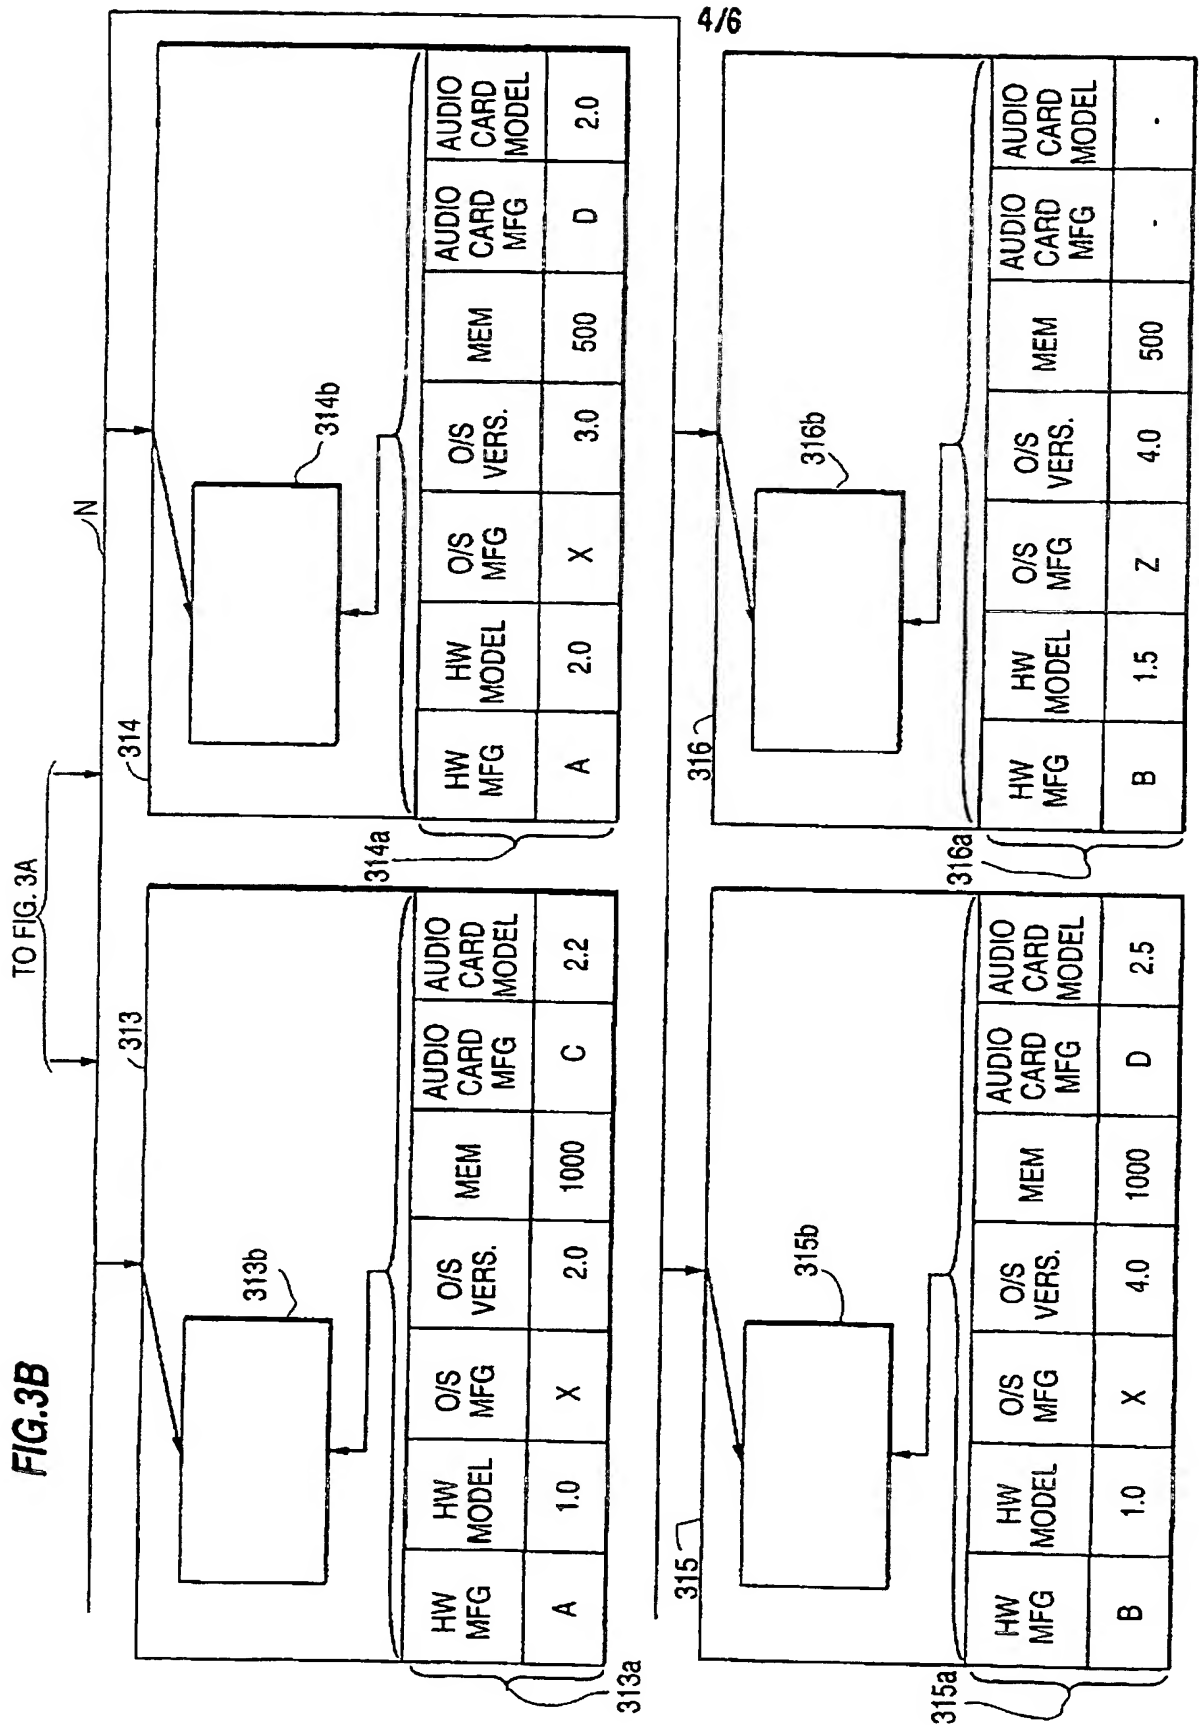 4/6
FIG.3B
TO FIG. 3A
N
313
313b
HW MFG | HW MODEL | O/S MFG | O/S VERS. | MEM | AUDIO CARD MFG | AUDIO CARD MODEL
A | 1.0 | X | 2.0 | 1000 | C | 2.2
313a
314
314b
HW MFG | HW MODEL | O/S MFG | O/S VERS. | MEM | AUDIO CARD MFG | AUDIO CARD MODEL
A | 2.0 | X | 3.0 | 500 | D | 2.0
314a
315
315b
HW MFG | HW MODEL | O/S MFG | O/S VERS. | MEM | AUDIO CARD MFG | AUDIO CARD MODEL
B | 1.0 | X | 4.0 | 1000 | D | 2.5
315a
316
316b
HW MFG | HW MODEL | O/S MFG | O/S VERS. | MEM | AUDIO CARD MFG | AUDIO CARD MODEL
B | 1.5 | Z | 4.0 | 500 | - | -
316a